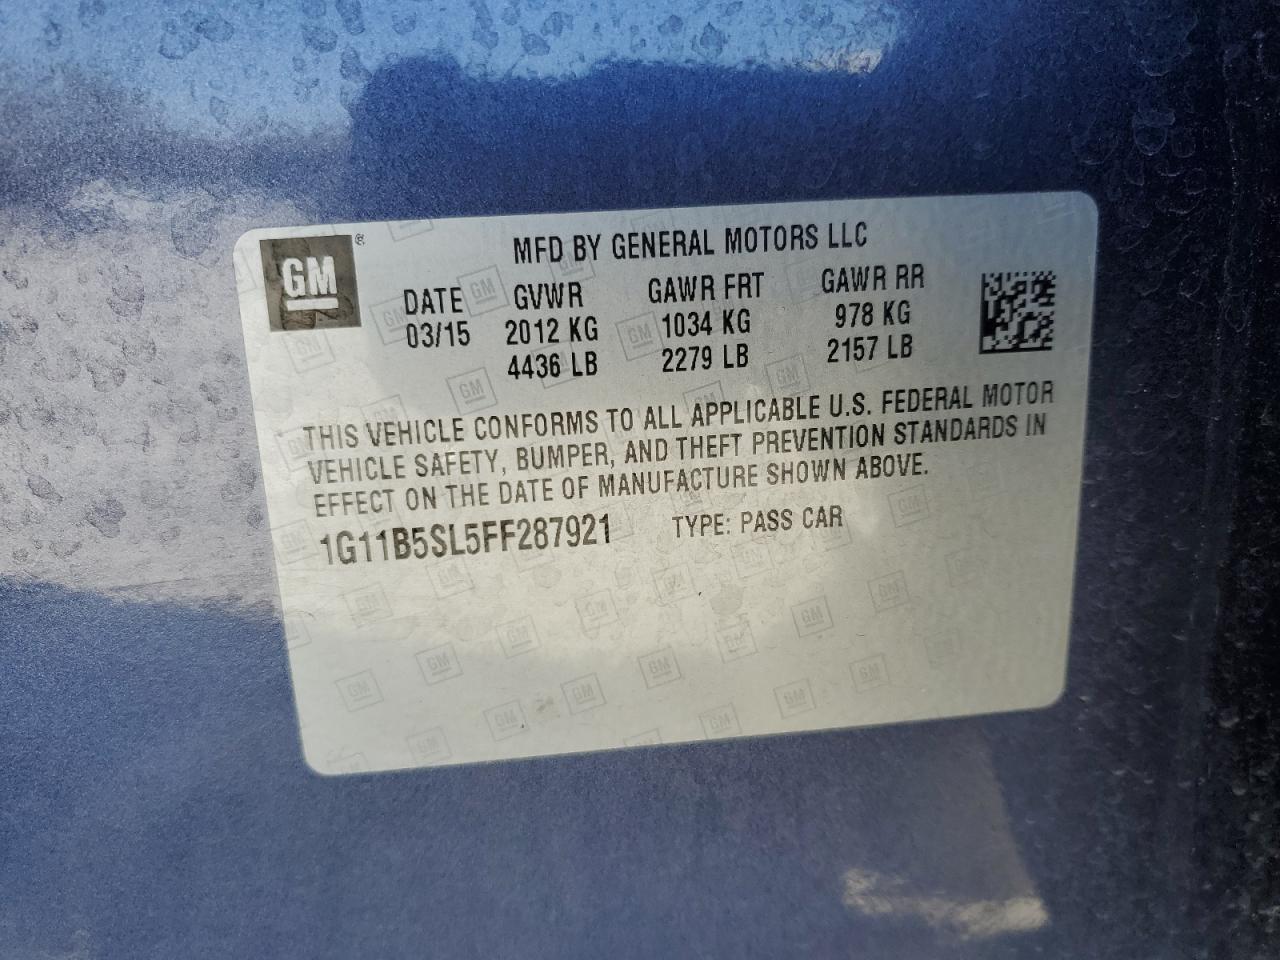 GM ®
MFD BY GENERAL MOTORS LLC
DATE GVWR GAWR FRT GAWR RR
03/15 2012 KG 1034 KG 978 KG
4436 LB 2279 LB 2157 LB
THIS VEHICLE CONFORMS TO ALL APPLICABLE U.S. FEDERAL MOTOR
VEHICLE SAFETY, BUMPER, AND THEFT PREVENTION STANDARDS IN
EFFECT ON THE DATE OF MANUFACTURE SHOWN ABOVE.
1G11B5SL5FF287921 TYPE: PASS CAR